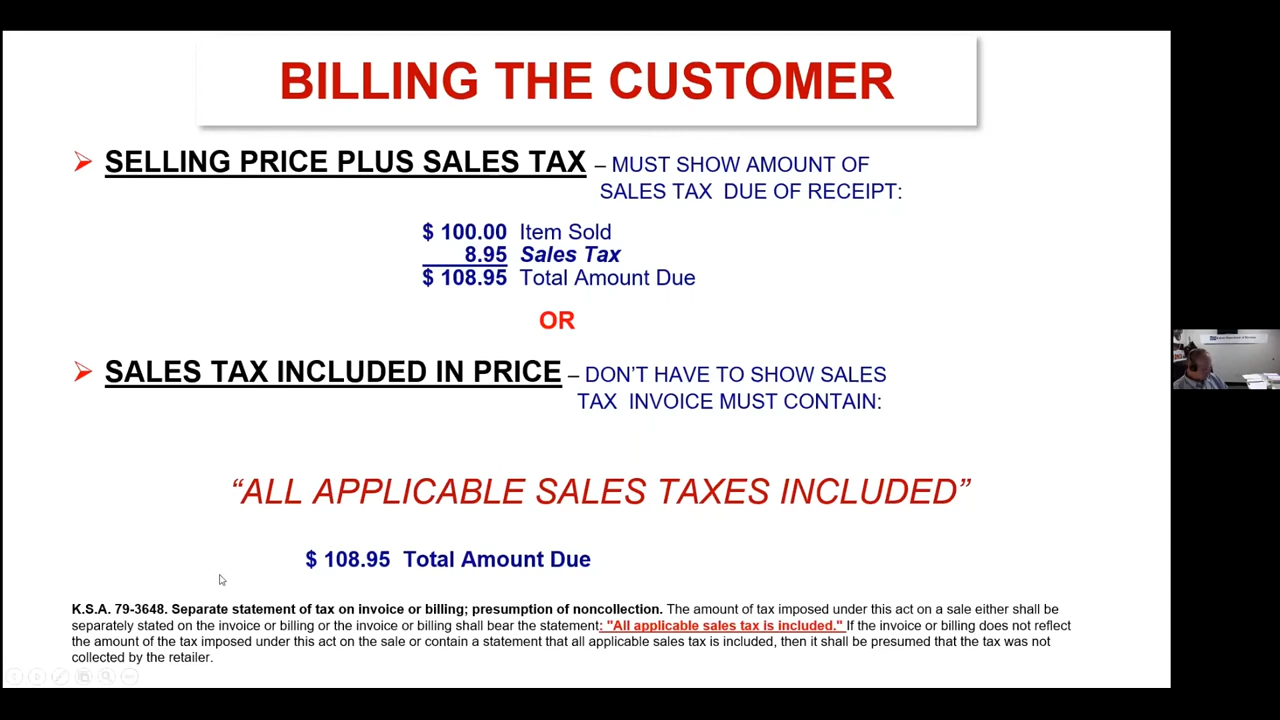 BILLING THE CUSTOMER
➢ SELLING PRICE PLUS SALES TAX – MUST SHOW AMOUNT OF
SALES TAX DUE OF RECEIPT:
$ 100.00 Item Sold
8.95 Sales Tax
$ 108.95 Total Amount Due
OR
➢ SALES TAX INCLUDED IN PRICE – DON'T HAVE TO SHOW SALES
TAX INVOICE MUST CONTAIN:
“ALL APPLICABLE SALES TAXES INCLUDED”
$ 108.95 Total Amount Due
K.S.A. 79-3648. Separate statement of tax on invoice or billing; presumption of noncollection. The amount of tax imposed under this act on a sale either shall be
separately stated on the invoice or billing or the invoice or billing shall bear the statement: "All applicable sales tax is included." If the invoice or billing does not reflect
the amount of the tax imposed under this act on the sale or contain a statement that all applicable sales tax is included, then it shall be presumed that the tax was not
collected by the retailer.